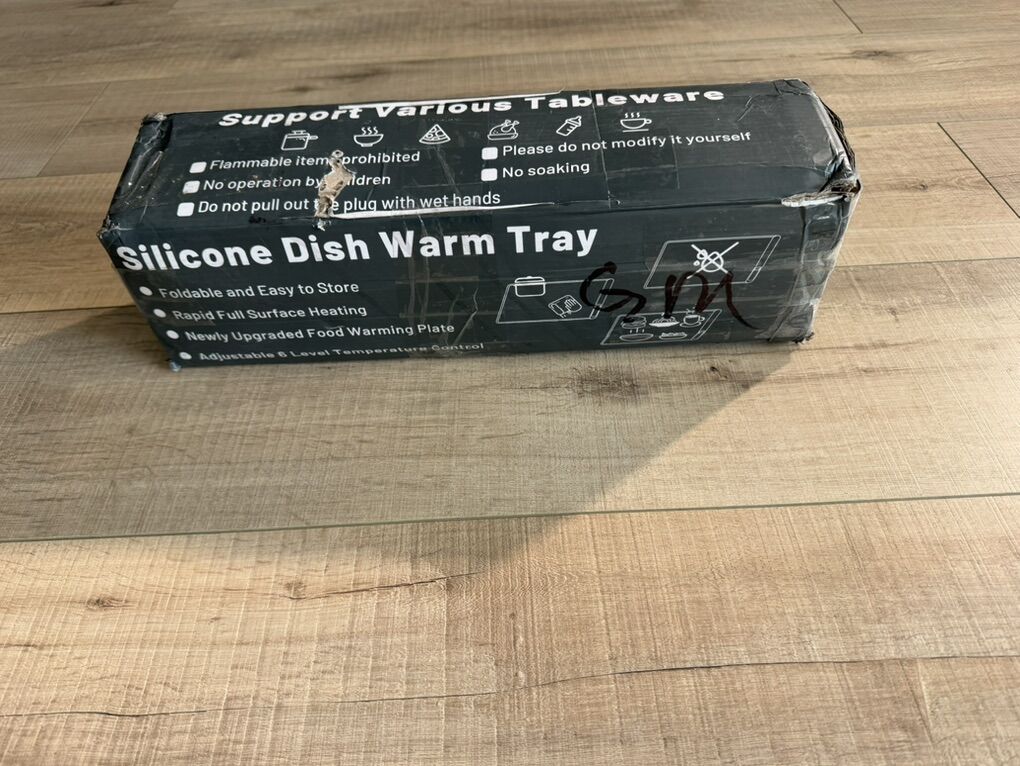 Support Various Tableware
Flammable items prohibited
No operation by children
Do not pull out the plug with wet hands
Please do not modify it yourself
No soaking
Silicone Dish Warm Tray
Foldable and Easy to Store
Rapid Full Surface Heating
Newly Upgraded Food Warming Plate
Adjustable 6 Level Temperature Control